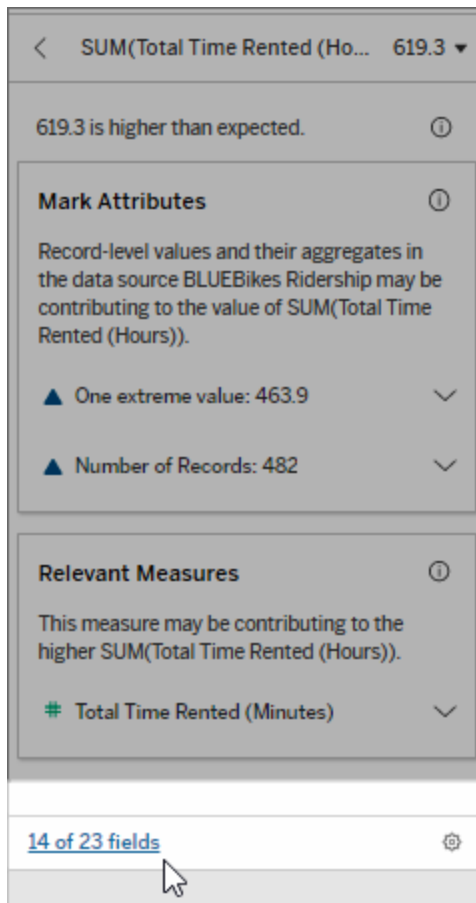 SUM(Total Time Rented (Ho... 619.3
619.3 is higher than expected.
Mark Attributes
Record-level values and their aggregates in
the data source BLUEBikes Ridership may be
contributing to the value of SUM(Total Time
Rented (Hours)).
One extreme value: 463.9
Number of Records: 482
Relevant Measures
This measure may be contributing to the
higher SUM(Total Time Rented (Hours)).
# Total Time Rented (Minutes)
14 of 23 fields